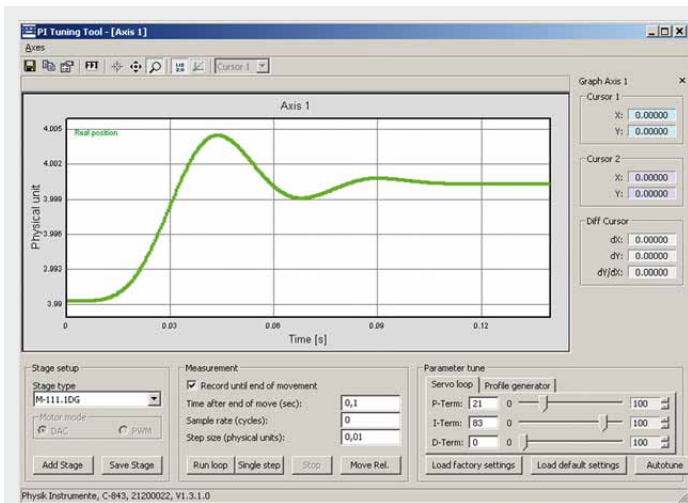 PI Tuning Tool - [Axis 1]
Axes
FFT
Cursor 1
Graph Axis 1
Axis 1
Cursor 1
X: 0.00000
Y: 0.00000
Real position
Cursor 2
X: 0.00000
Y: 0.00000
Diff Cursor
dX: 0.00000
dY: 0.00000
dY/dX: 0.00000
Physical unit
4.005
4.002
3.999
3.996
3.993
3.99
0 0.03 0.06 0.09 0.12
Time [s]
Stage setup
Stage type
M-111.1DG
Motor mode
DAC PWM
Add Stage Save Stage
Measurement
Record until end of movement
Time after end of move (sec): 0,1
Sample rate (cycles): 0
Step size (physical units): 0,01
Run loop Single step Stop Move Rel.
Parameter tune
Servo loop Profile generator
P-Term: 21 0 100
I-Term: 83 0 100
D-Term: 0 0 100
Load factory settings Load default settings Autotune
Physik Instrumente, C-843, 21200022, V1.3.1.0